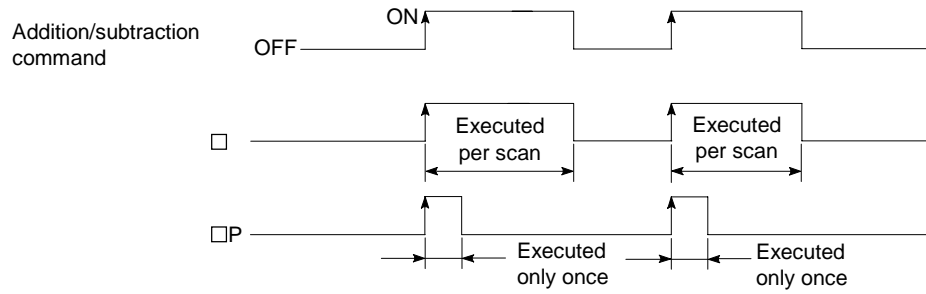 Addition/subtraction
command
ON
OFF
□
Executed
per scan
Executed
per scan
□P
Executed
only once
Executed
only once